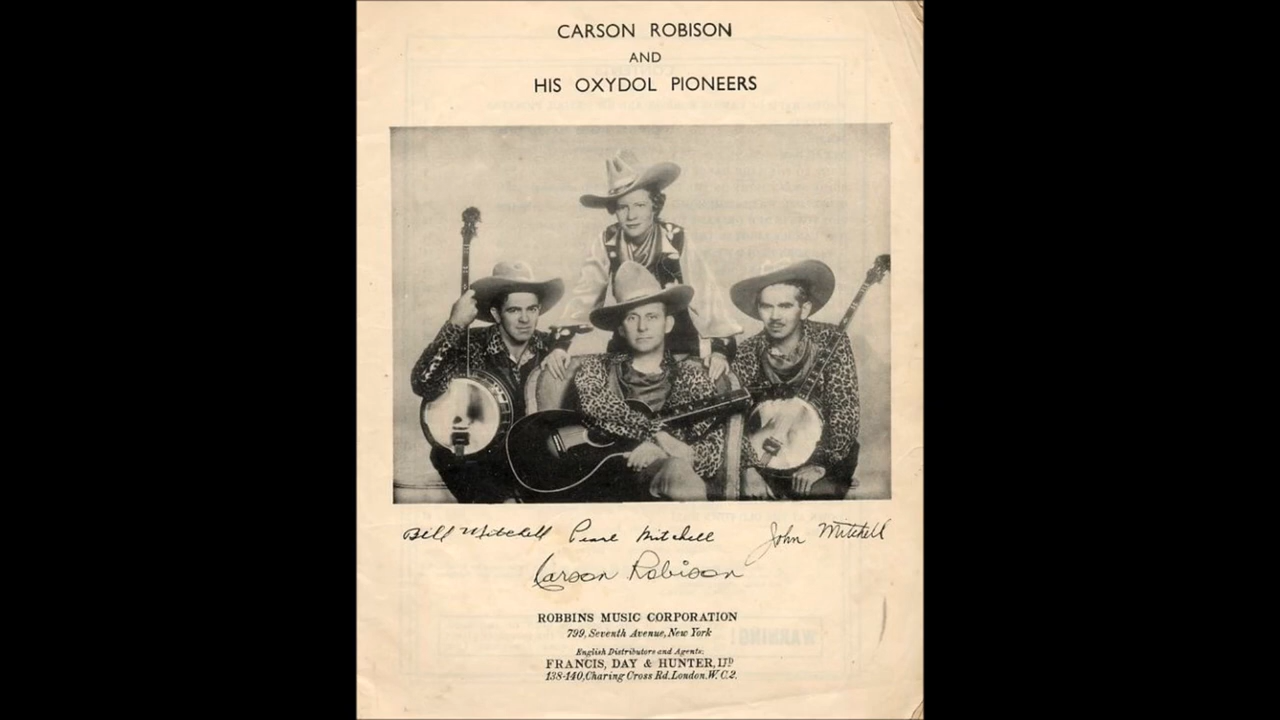 CARSON ROBISON
AND
HIS OXYDOL PIONEERS
Bill Mitchell Pearl Mitchell John Mitchell
Carson Robison
ROBBINS MUSIC CORPORATION
799, Seventh Avenue, New York
English Distributors and Agents:
FRANCIS, DAY & HUNTER, LTD
138-140, Charing Cross Rd. London. W. C. 2.
WARNING!